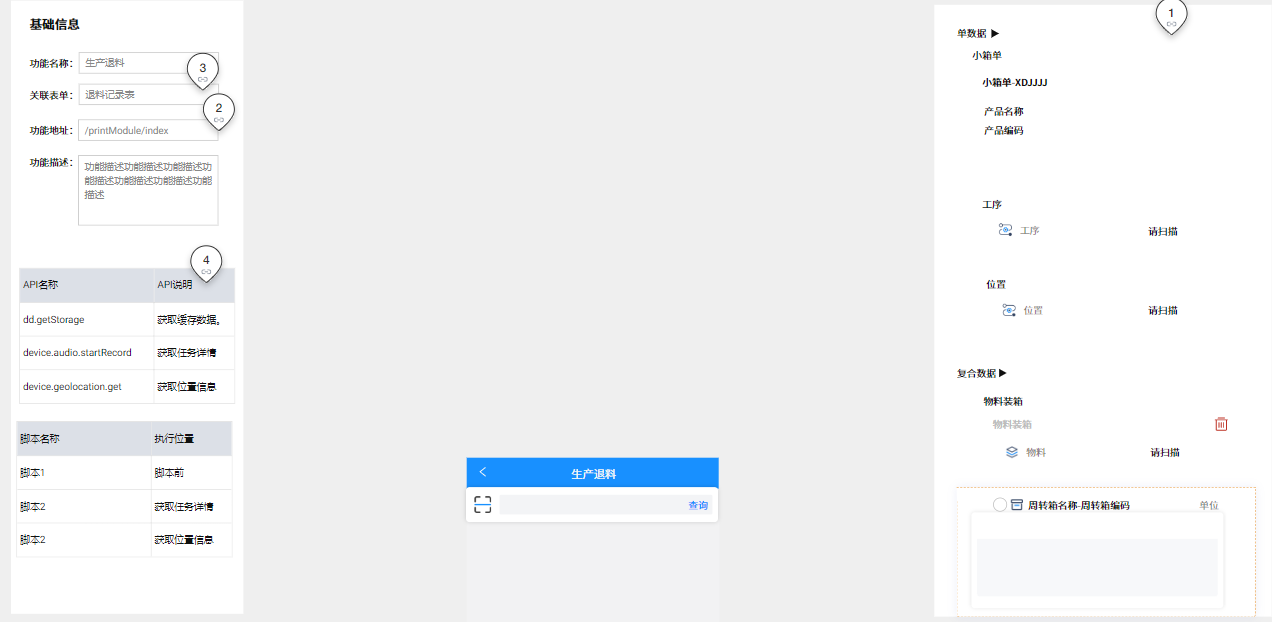 基础信息
功能名称： 生产退料
3
关联表单： 退料记录表
2
功能地址： /printModule/index
功能描述： 功能描述功能描述功能描述功
能描述功能描述功能描述功能
描述
4
API名称 API说明
dd.getStorage 获取缓存数据。
device.audio.startRecord 获取任务详情
device.geolocation.get 获取位置信息
脚本名称 执行位置
脚本1 脚本前
脚本2 获取任务详情
脚本2 获取位置信息
生产退料
查询
1
单数据 ▶
小箱单
小箱单-XDJJJJ
产品名称
产品编码
工序
工序 请扫描
位置
位置 请扫描
复合数据 ▶
物料装箱
物料装箱
物料 请扫描
周转箱名称-周转箱编码 单位